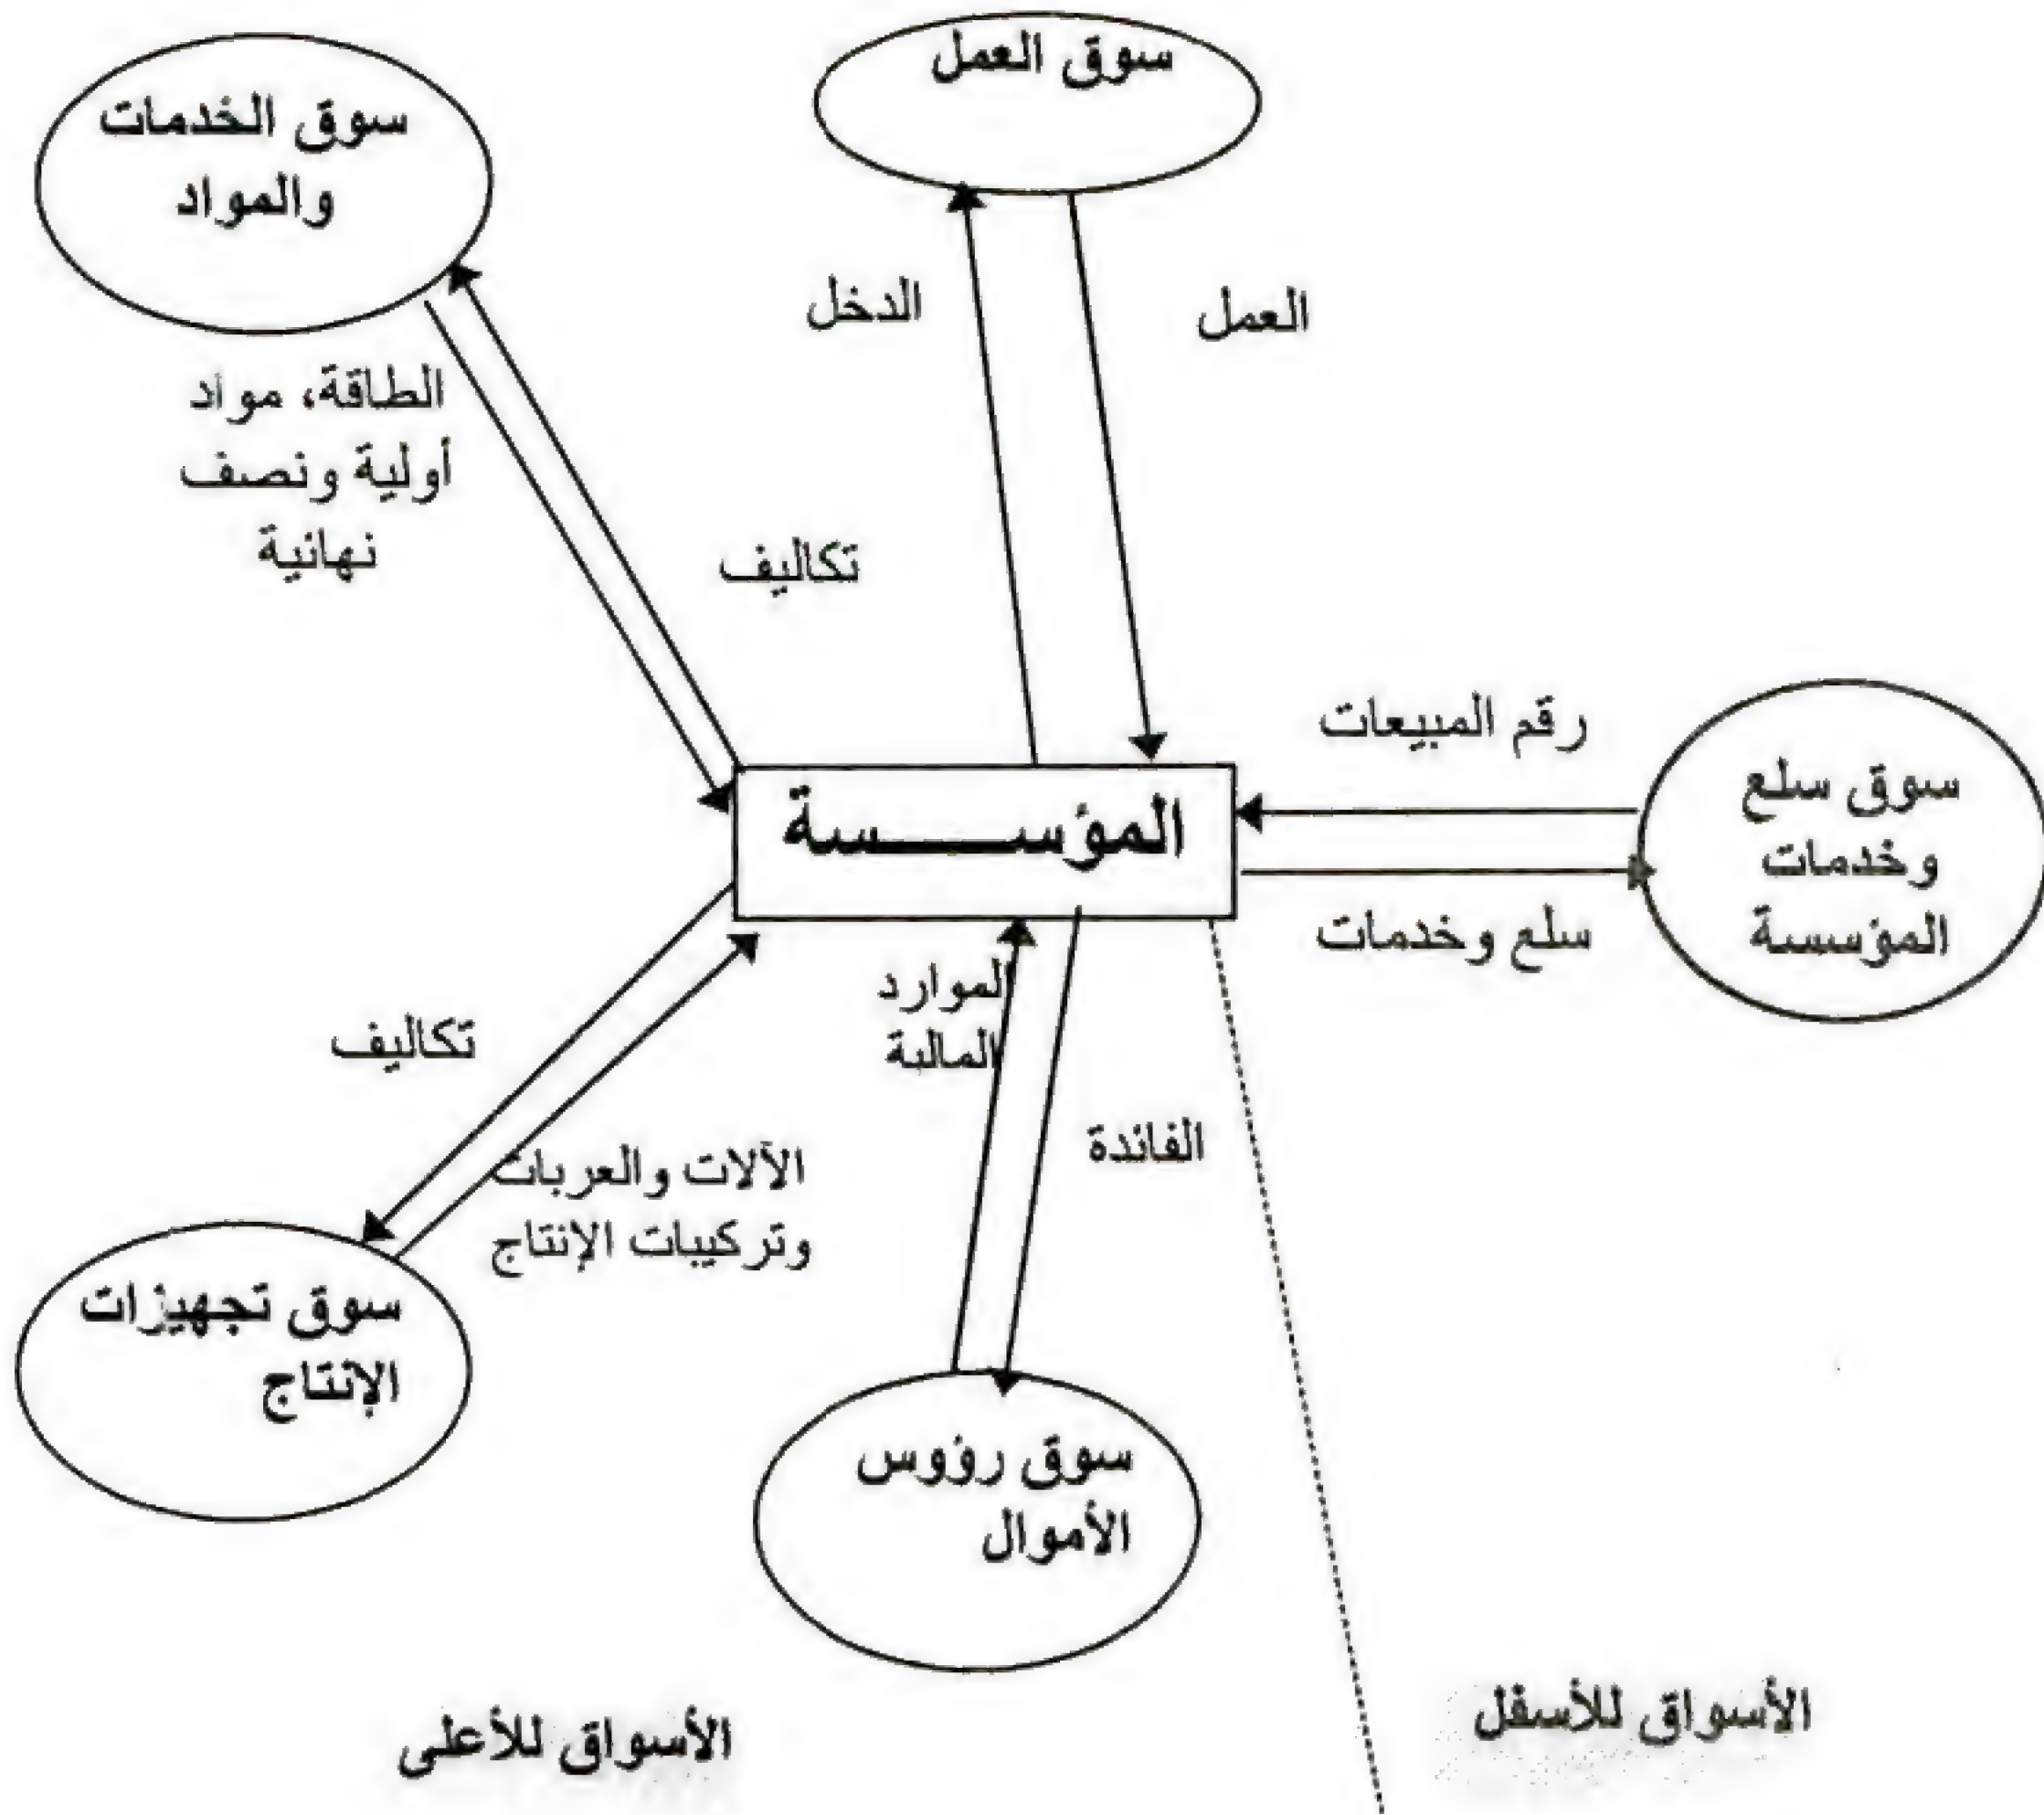 سوق العمل
سوق الخدمات
والمواد
الدخل
العمل
الطاقة، مواد
أولية ونصف
نهائية
تكاليف
رقم المبيعات
سوق سلع
وخدمات
المؤسسة
المؤســــــسة
سلع وخدمات
الموارد
المالية
تكاليف
الفائدة
الآلات والعربات
وتركيبات الإنتاج
سوق تجهيزات
الإنتاج
سوق رؤوس
الأموال
الأسواق للأسفل
الأسواق للأعلى